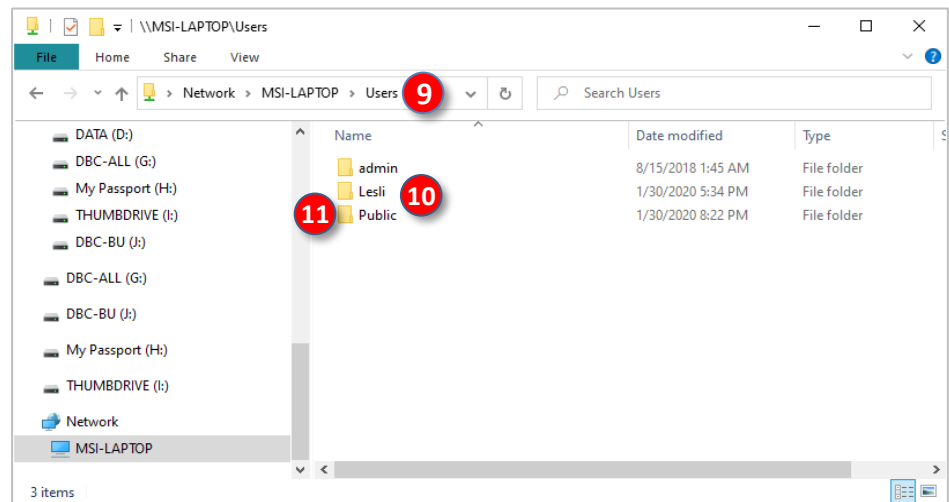 \\MSI-LAPTOP\Users
File Home Share View
Network > MSI-LAPTOP > Users 9 Search Users
DATA (D:)
DBC-ALL (G:)
My Passport (H:)
THUMBDRIVE (I:)
DBC-BU (J:)
DBC-ALL (G:)
DBC-BU (J:)
My Passport (H:)
THUMBDRIVE (I:)
Network
MSI-LAPTOP
Name Date modified Type S
admin 8/15/2018 1:45 AM File folder
Lesli 10 1/30/2020 5:34 PM File folder
11 Public 1/30/2020 8:22 PM File folder
3 items